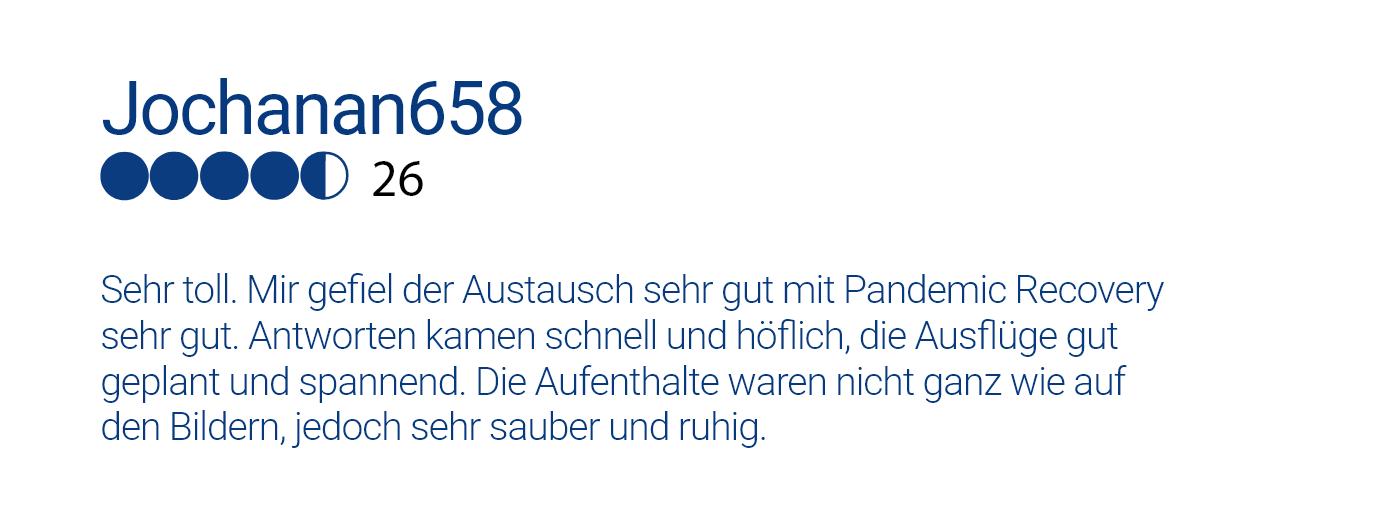 Jochanan658
26
Sehr toll. Mir gefiel der Austausch sehr gut mit Pandemic Recovery
sehr gut. Antworten kamen schnell und höflich, die Ausflüge gut
geplant und spannend. Die Aufenthalte waren nicht ganz wie auf
den Bildern, jedoch sehr sauber und ruhig.